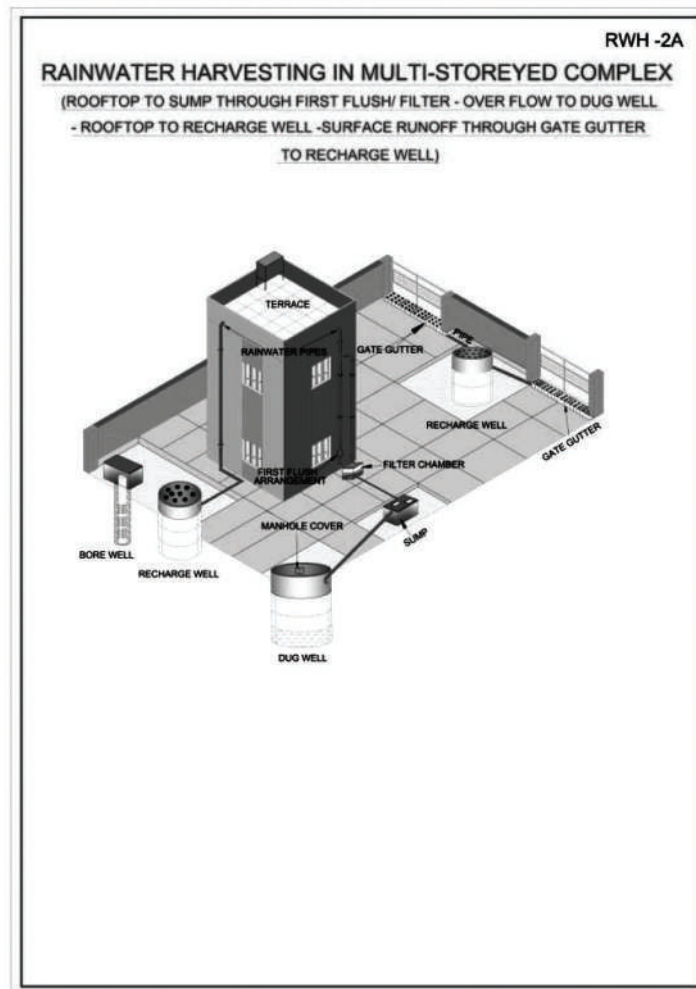 RWH -2A
RAINWATER HARVESTING IN MULTI-STOREYED COMPLEX
(ROOFTOP TO SUMP THROUGH FIRST FLUSH/ FILTER - OVER FLOW TO DUG WELL
- ROOFTOP TO RECHARGE WELL -SURFACE RUNOFF THROUGH GATE GUTTER
TO RECHARGE WELL)
TERRACE
RAINWATER PIPES
GATE GUTTER
PIPE
RECHARGE WELL
GATE GUTTER
FIRST FLUSH
ARRANGEMENT
FILTER CHAMBER
MANHOLE COVER
SUMP
BORE WELL
RECHARGE WELL
DUG WELL